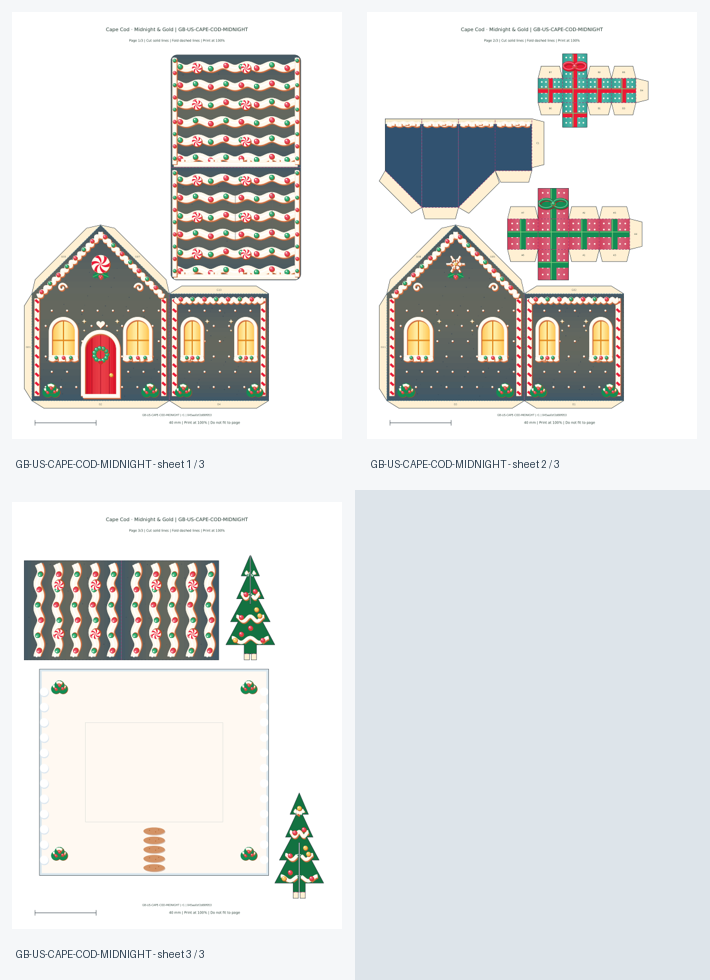 Cape Cod · Midnight & Gold | GB-US-CAPE-COD-MIDNIGHT
Page 1/3 | Cut solid lines | Fold dashed lines | Print at 100%
40 mm | Print at 100% | Do not fit to page
GB-US-CAPE-COD-MIDNIGHT - sheet 1 / 3
Cape Cod · Midnight & Gold | GB-US-CAPE-COD-MIDNIGHT
Page 2/3 | Cut solid lines | Fold dashed lines | Print at 100%
40 mm | Print at 100% | Do not fit to page
GB-US-CAPE-COD-MIDNIGHT - sheet 2 / 3
Cape Cod · Midnight & Gold | GB-US-CAPE-COD-MIDNIGHT
Page 3/3 | Cut solid lines | Fold dashed lines | Print at 100%
40 mm | Print at 100% | Do not fit to page
GB-US-CAPE-COD-MIDNIGHT - sheet 3 / 3